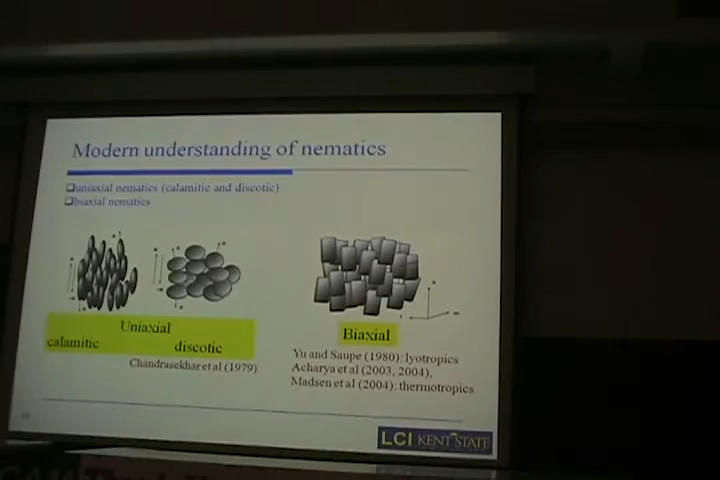 Modern understanding of nematics
uniaxial nematics (calamitic and discotic)
biaxial nematics
Uniaxial
calamitic discotic
Chandrasekhar et al (1979)
Biaxial
Yu and Saupe (1980): lyotropics
Acharya et al (2003, 2004),
Madsen et al (2004): thermotropics
LCI KENT STATE